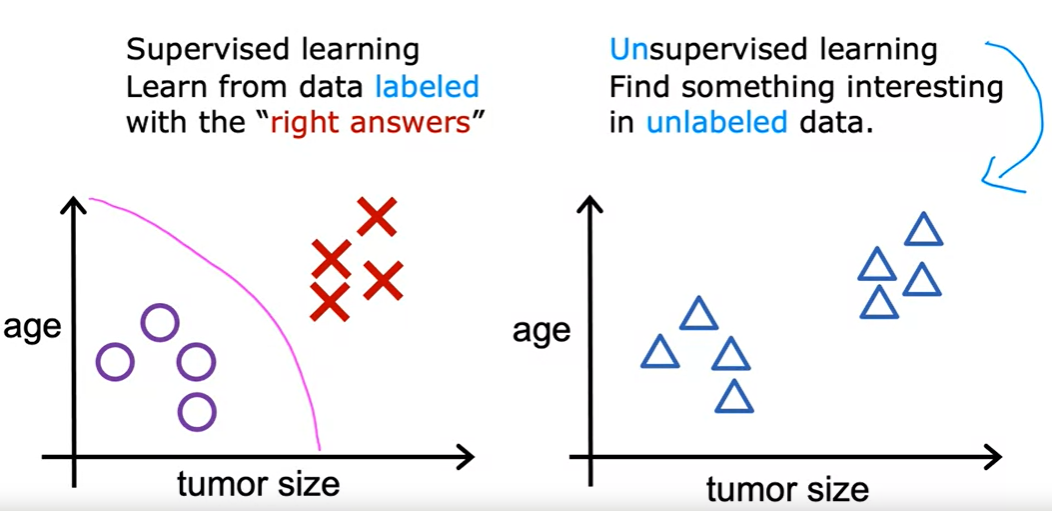 Supervised learning
Learn from data labeled
with the “right answers”
Unsupervised learning
Find something interesting
in unlabeled data.
age
tumor size
age
tumor size